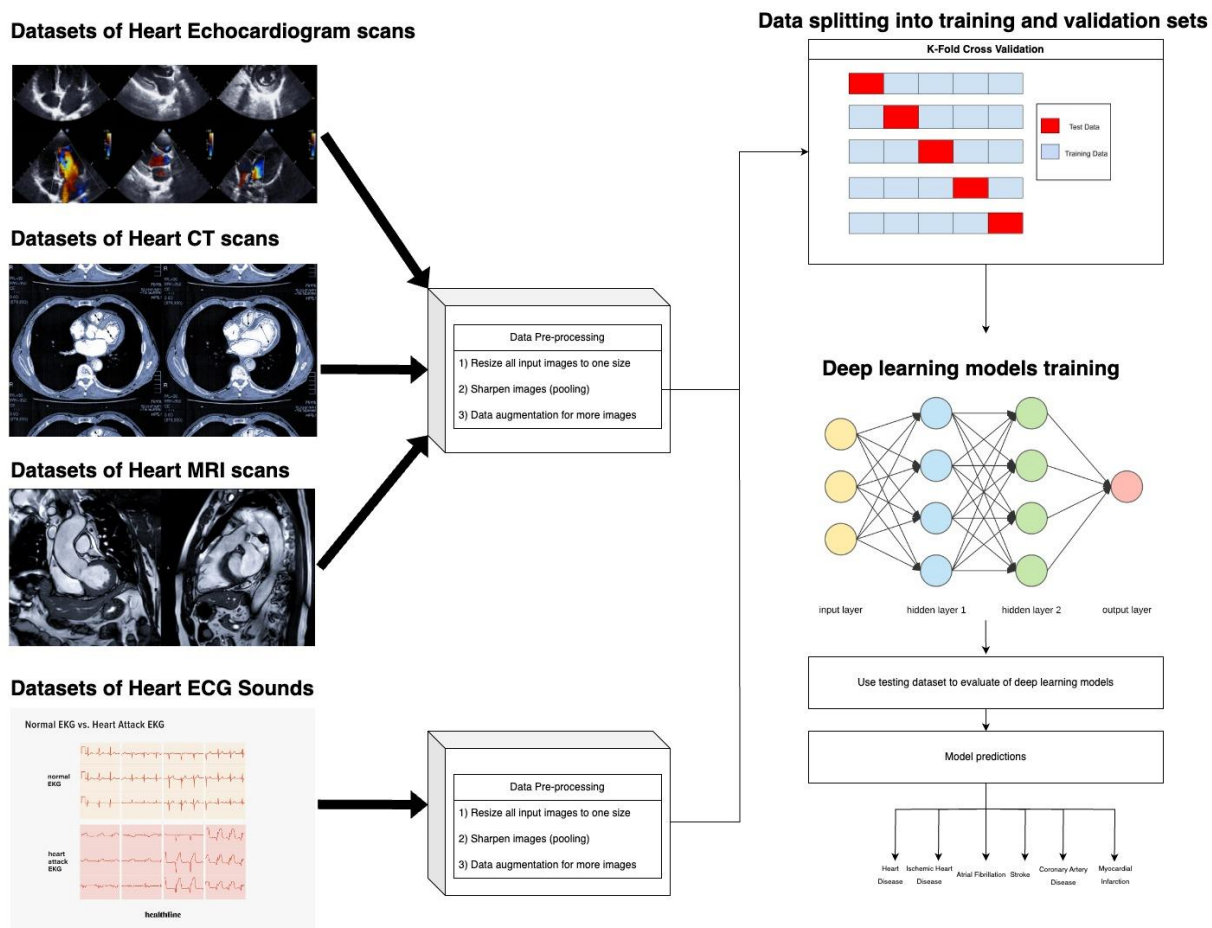 Datasets of Heart Echocardiogram scans
Datasets of Heart CT scans
Datasets of Heart MRI scans
Datasets of Heart ECG Sounds
Normal EKG vs. Heart Attack EKG
normal
EKG
heart
attack
EKG
healthline
Data Pre-processing
1) Resize all input images to one size
2) Sharpen images (pooling)
3) Data augmentation for more images
Data Pre-processing
1) Resize all input images to one size
2) Sharpen images (pooling)
3) Data augmentation for more images
Data splitting into training and validation sets
K-Fold Cross Validation
Test Data
Training Data
Deep learning models training
input layer
hidden layer 1
hidden layer 2
output layer
Use testing dataset to evaluate of deep learning models
Model predictions
Heart
Disease
Ischemic Heart
Disease
Atrial Fibrillation
Stroke
Coronary Artery
Disease
Myocardial
Infarction